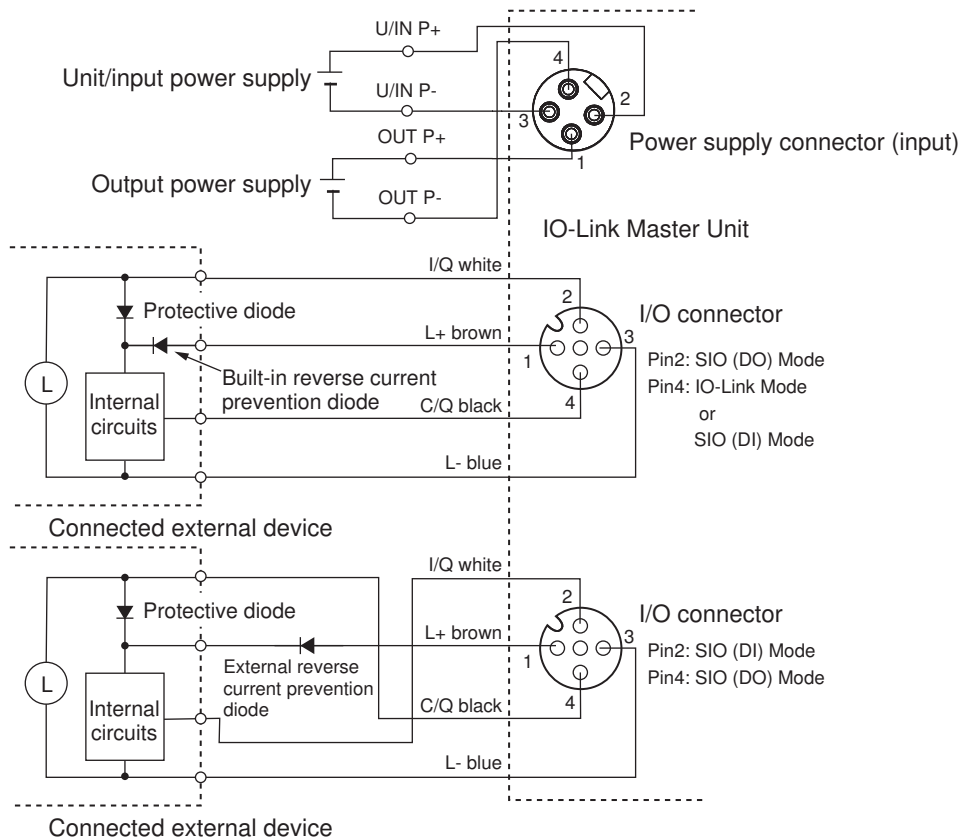 U/IN P+
4
Unit/input power supply
U/IN P-
2
3
OUT P+
Power supply connector (input)
1
Output power supply
OUT P-
IO-Link Master Unit
I/Q white
2
I/O connector
Protective diode
L+ brown
3
1
Pin2: SIO (DO) Mode
L
Built-in reverse current
prevention diode
Pin4: IO-Link Mode
or
SIO (DI) Mode
Internal
circuits
C/Q black
4
L- blue
Connected external device
I/Q white
2
I/O connector
Protective diode
L+ brown
3
1
Pin2: SIO (DI) Mode
Pin4: SIO (DO) Mode
L
External reverse
current prevention
diode
Internal
circuits
C/Q black
4
L- blue
Connected external device